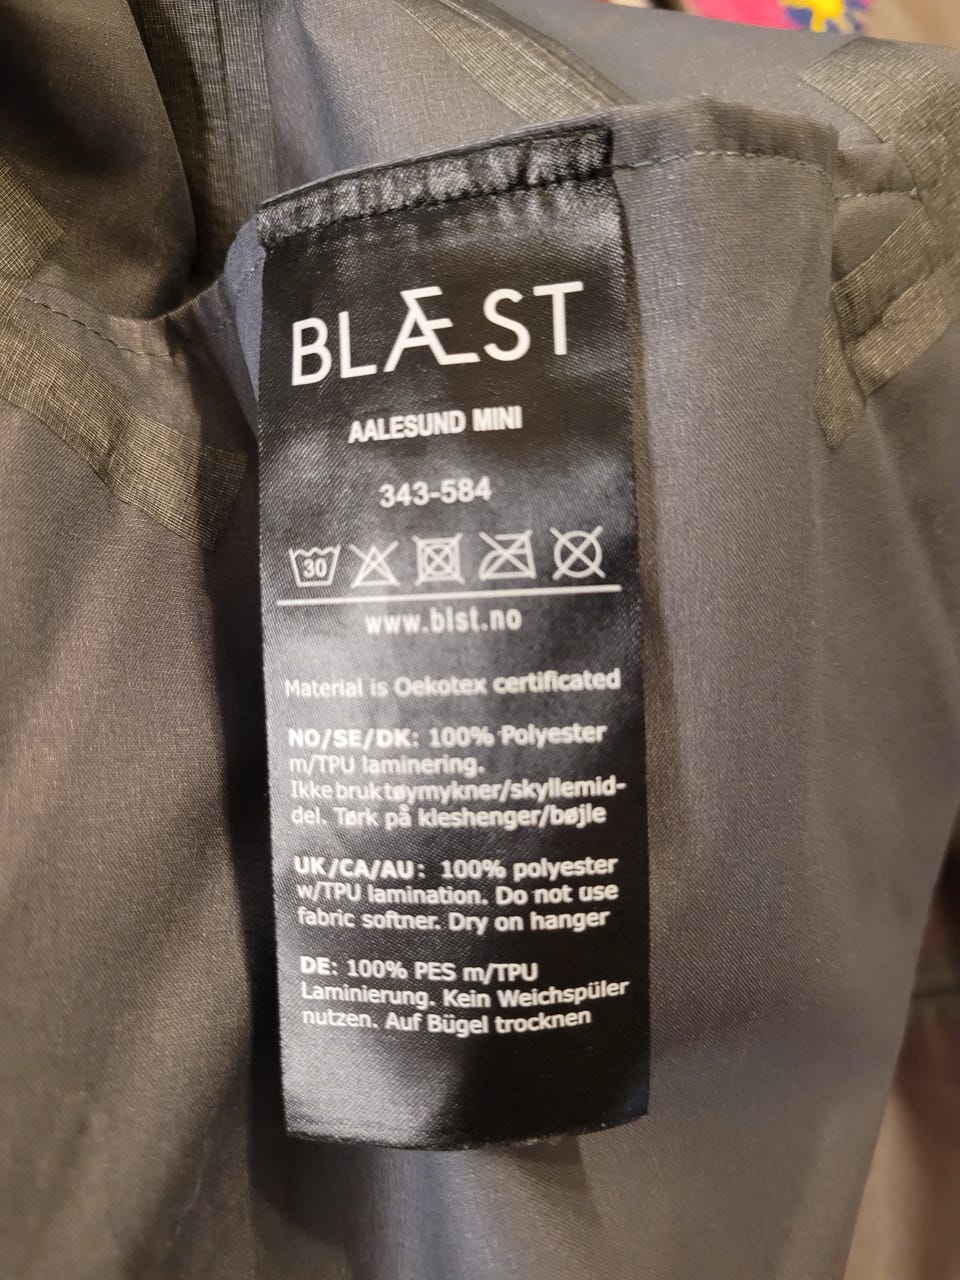 BLÆST
AALESUND MINI
343-584
30
www.blst.no
Material is Oekotex certificated
NO/SE/DK: 100% Polyester
m/TPU laminering.
Ikke bruk tøymykner/skyllemid-
del. Tørk på kleshenger/bøjle
UK/CA/AU: 100% polyester
w/TPU lamination. Do not use
fabric softner. Dry on hanger
DE: 100% PES m/TPU
Laminierung. Kein Weichspüler
nutzen. Auf Bügel trocknen